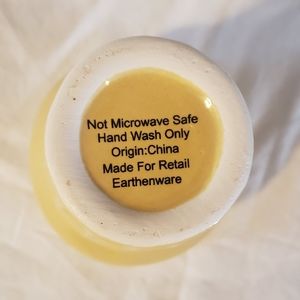 Not Microwave Safe
Hand Wash Only
Origin:China
Made For Retail
Earthenware